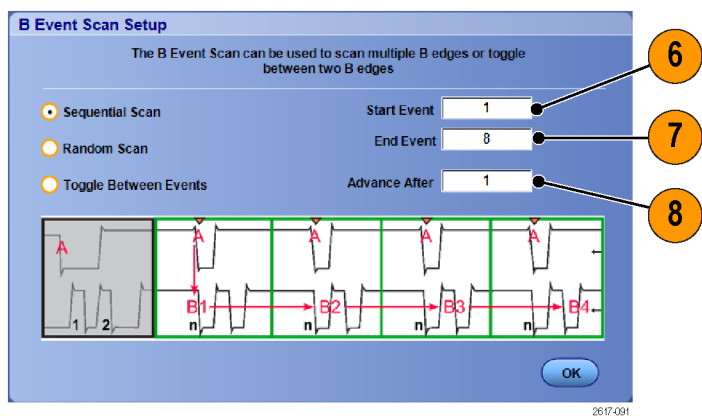 B Event Scan Setup
The B Event Scan can be used to scan multiple B edges or toggle
between two B edges
6
Sequential Scan
Start Event 1
Random Scan
End Event 8
7
Toggle Between Events
Advance After 1
8
A A A A A
B1 B2 B3 B4
1 2 n n n n
OK
2617-091